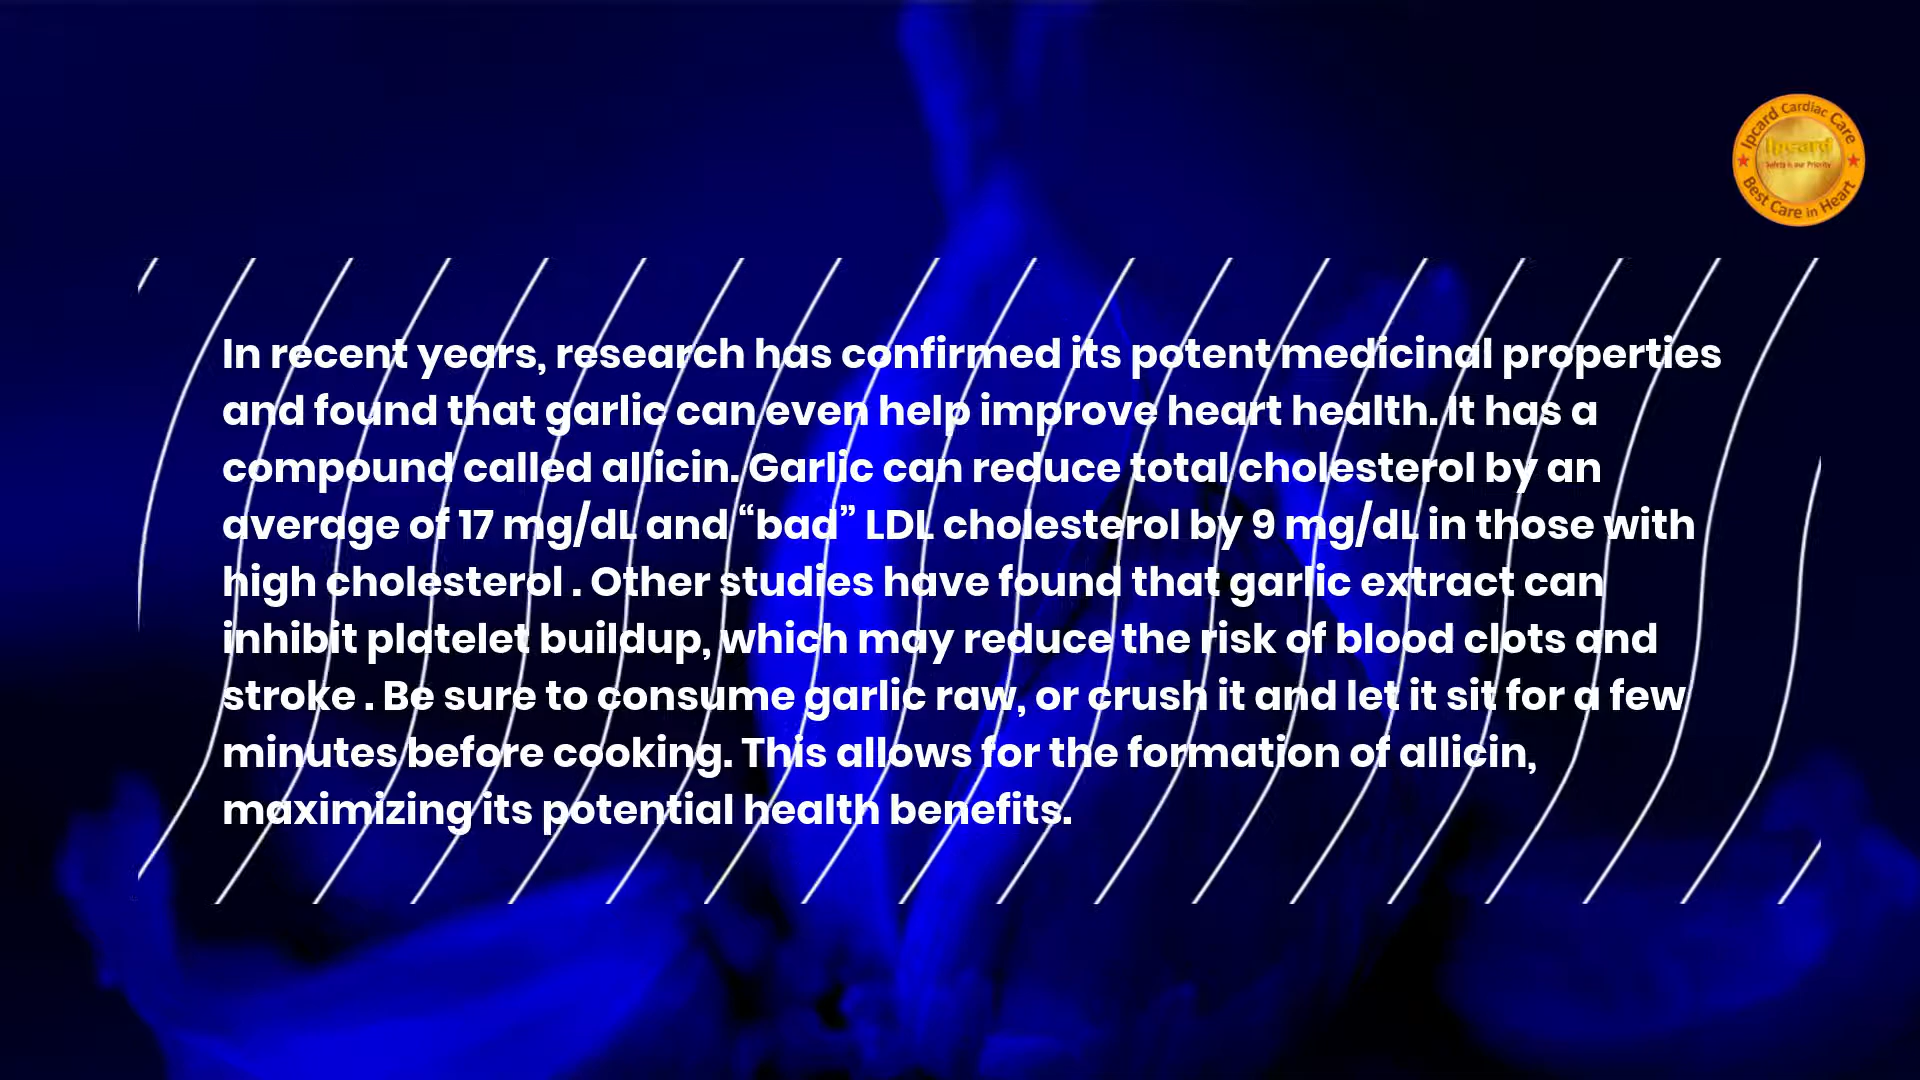 Ipcard Cardiac Care
Ipcard
Safety is our Priority
Best Care in Heart
In recent years, research has confirmed its potent medicinal properties
and found that garlic can even help improve heart health. It has a
compound called allicin. Garlic can reduce total cholesterol by an
average of 17 mg/dL and “bad” LDL cholesterol by 9 mg/dL in those with
high cholesterol . Other studies have found that garlic extract can
inhibit platelet buildup, which may reduce the risk of blood clots and
stroke . Be sure to consume garlic raw, or crush it and let it sit for a few
minutes before cooking. This allows for the formation of allicin,
maximizing its potential health benefits.